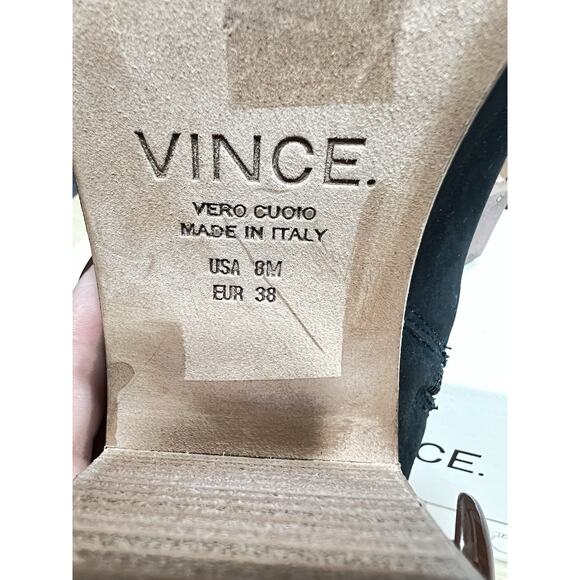 VINCE.
VERO CUOIO
MADE IN ITALY
USA 8M
EUR 38
CE.